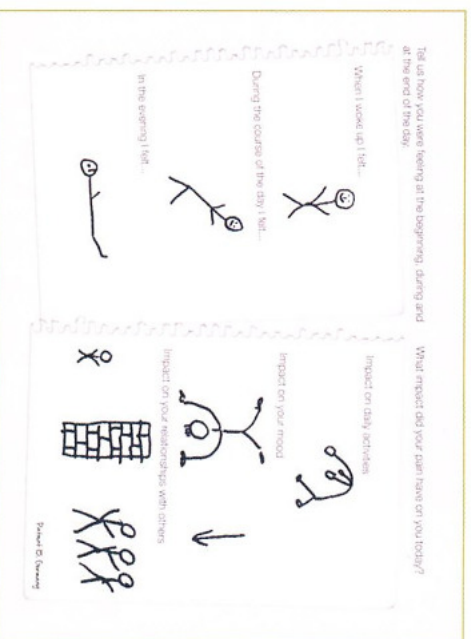 Tell us how you were feeling at the beginning, during and
at the end of the day.
When I woke up I felt...
During the course of the day I felt...
In the evening I felt...
What impact did your pain have on you today?
Impact on daily activities
Impact on your mood
Impact on your relationships with others
Patient B, Germany